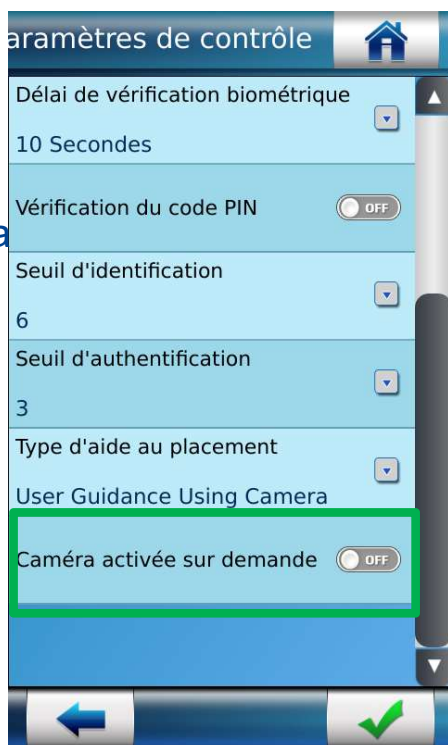 aramètres de contrôle
Délai de vérification biométrique
10 Secondes
Vérification du code PIN
OFF
a
Seuil d'identification
6
Seuil d'authentification
3
Type d'aide au placement
User Guidance Using Camera
Caméra activée sur demande
OFF